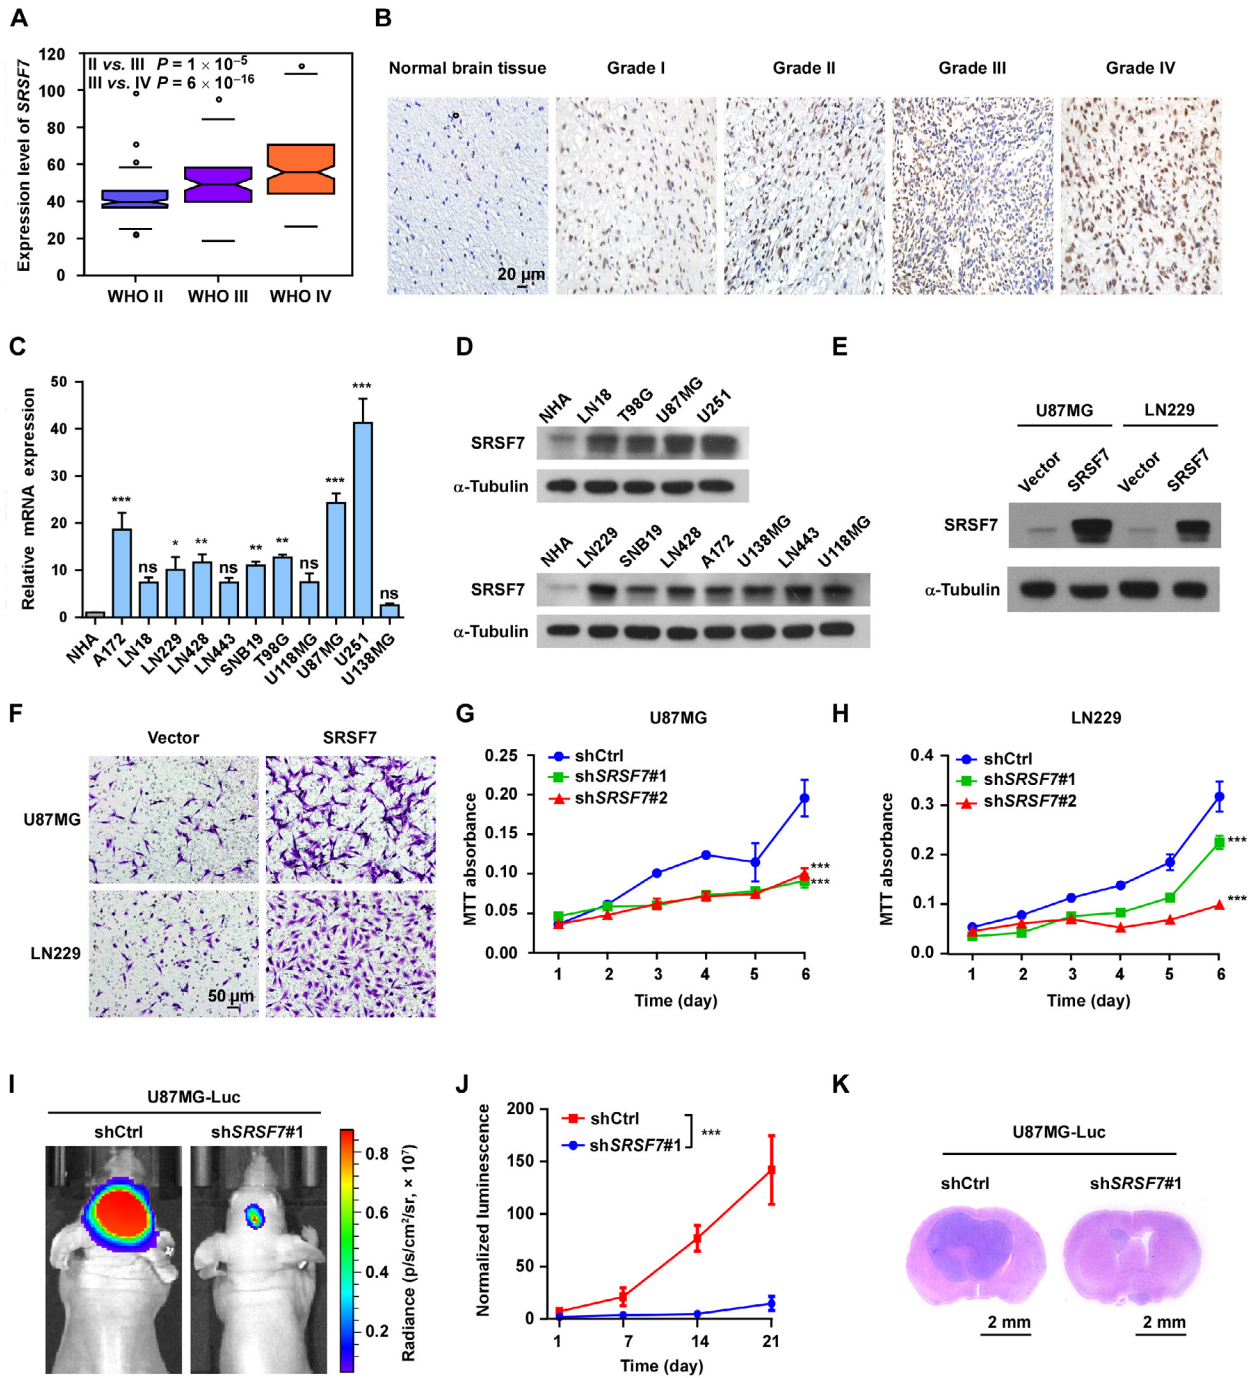 A
Expression level of SRSF7
120
100
80
60
40
20
0
II vs. III P = 1 × 10⁻⁵
III vs. IV P = 6 × 10⁻¹⁶
WHO II WHO III WHO IV
B
Normal brain tissue Grade I Grade II Grade III Grade IV
20 µm
C
Relative mRNA expression
50
40
30
20
10
0
*** ns * ** ns ** ** ns *** *** ns
NHA A172 LN18 LN229 LN428 LN443 SNB19 T98G U118MG U87MG U251 U138MG
D
NHA LN18 T98G U87MG U251
SRSF7
α-Tubulin
NHA LN229 SNB19 LN428 A172 U138MG LN443 U118MG
SRSF7
α-Tubulin
E
U87MG LN229
Vector SRSF7 Vector SRSF7
SRSF7
α-Tubulin
F
Vector SRSF7
U87MG
LN229
50 µm
G
U87MG
MTT absorbance
0.25
0.20
0.15
0.10
0.05
0.00
shCtrl
shSRSF7#1
shSRSF7#2
***
***
1 2 3 4 5 6
Time (day)
H
LN229
MTT absorbance
0.4
0.3
0.2
0.1
0.0
shCtrl
shSRSF7#1
shSRSF7#2
***
***
1 2 3 4 5 6
Time (day)
I
U87MG-Luc
shCtrl shSRSF7#1
0.8
0.6
0.4
0.2
Radiance (p/s/cm²/sr, × 10⁷)
J
Normalized luminescence
200
150
100
50
0
shCtrl
shSRSF7#1
***
1 7 14 21
Time (day)
K
U87MG-Luc
shCtrl shSRSF7#1
2 mm 2 mm